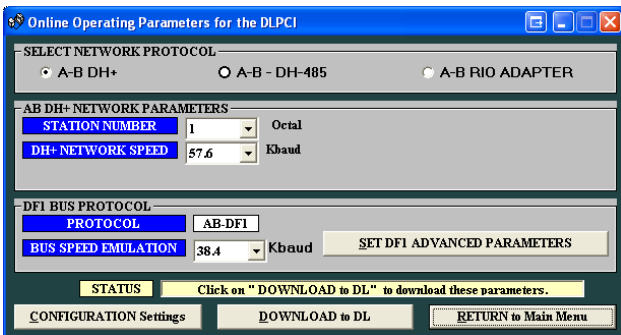 Online Operating Parameters for the DLPCI
SELECT NETWORK PROTOCOL
A-B DH+ A-B - DH-485 A-B RIO ADAPTER
AB DH+ NETWORK PARAMETERS
STATION NUMBER 1 Octal
DH+ NETWORK SPEED 57.6 Kbaud
DF1 BUS PROTOCOL
PROTOCOL AB-DF1
BUS SPEED EMULATION 38.4 Kbaud SET DF1 ADVANCED PARAMETERS
STATUS Click on " DOWNLOAD to DL" to download these parameters.
CONFIGURATION Settings DOWNLOAD to DL RETURN to Main Menu